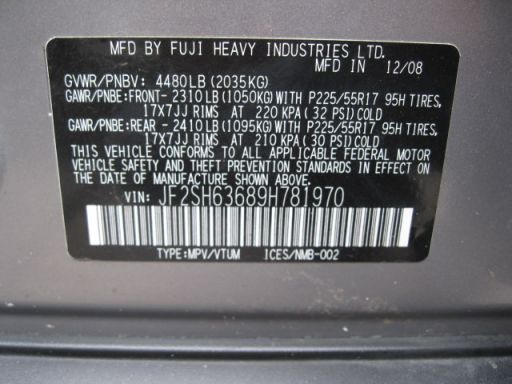 MFD BY FUJI HEAVY INDUSTRIES LTD.
MFD IN 12/08
GVWR/PNBV: 4480LB(2035KG)
GAWR/PNBE:FRONT-2310LB(1050KG)WITH P225/55R17 95H TIRES,
17X7JJ RIMS AT 220 KPA (32 PSI)COLD
GAWR/PNBE:REAR -2410LB(1095KG)WITH P225/55R17 95H TIRES,
17X7JJ RIMS AT 210 KPA (30 PSI)COLD
THIS VEHICLE CONFORMS TO ALL APPLICABLE FEDERAL MOTOR
VEHICLE SAFETY AND THEFT PREVENTION STANDARDS IN EFFECT ON
THE DATE OF MANUFACTURE SHOWN ABOVE.
VIN: JF2SH63689H781970
TYPE:MPV/VTUM ICES/NMB-002